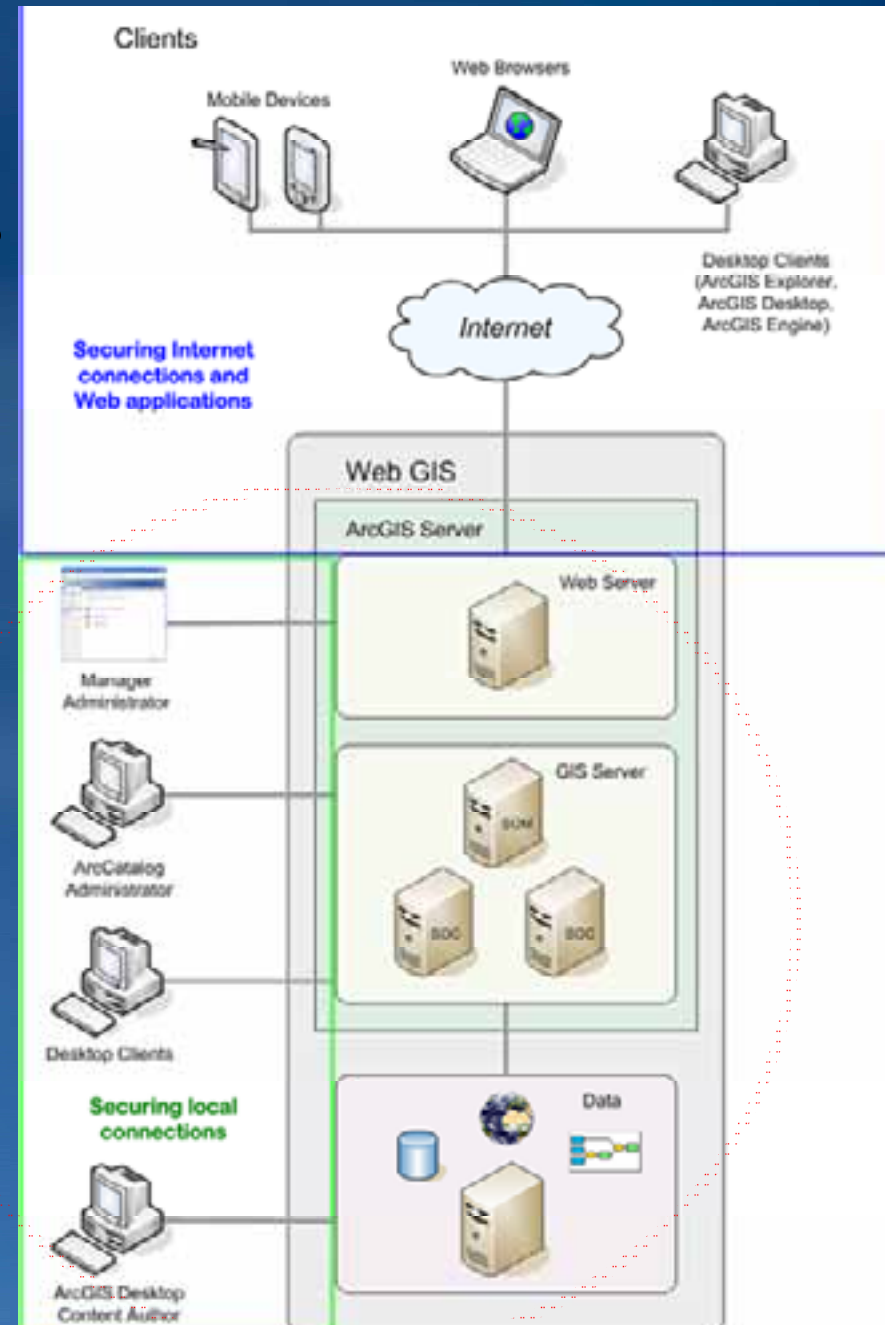 Clients
Web Browsers
Mobile Devices
Desktop Clients
(ArcGIS Explorer,
ArcGIS Desktop,
ArcGIS Engine)
Internet
Securing Internet
connections and
Web applications
Web GIS
ArcGIS Server
Web Server
Manager
Administrator
GIS Server
SOM
ArcCatalog
Administrator
SOC
SOC
Desktop Clients
Securing local
connections
Data
ArcGIS Desktop
Content Author